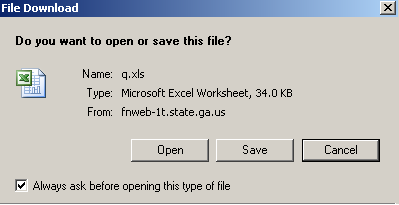 File Download
Do you want to open or save this file?
Name: q.xls
Type: Microsoft Excel Worksheet, 34.0 KB
From: fnweb-1t.state.ga.us
Open Save Cancel
Always ask before opening this type of file